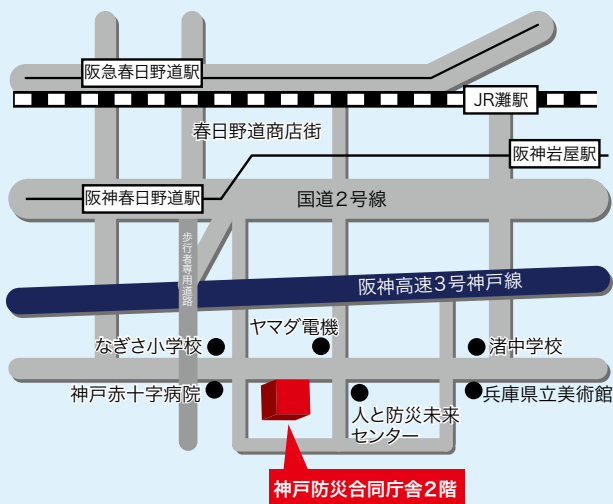 阪急春日野道駅
JR灘駅
春日野道商店街
阪神岩屋駅
阪神春日野道駅
国道2号線
歩行者専用道路
阪神高速3号神戸線
ヤマダ電機
なぎさ小学校
渚中学校
神戸赤十字病院
兵庫県立美術館
人と防災未来
センター
神戸防災合同庁舎2階